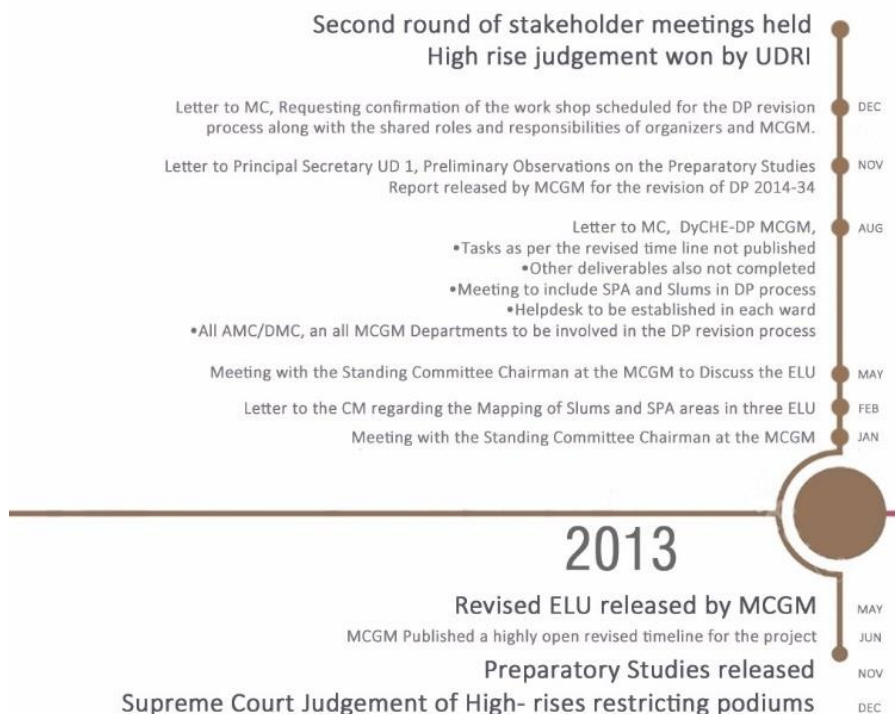 Second round of stakeholder meetings held
High rise judgement won by UDRI
Letter to MC, Requesting confirmation of the work shop scheduled for the DP revision DEC
process along with the shared roles and responsibilities of organizers and MCGM.
Letter to Principal Secretary UD 1, Preliminary Observations on the Preparatory Studies NOV
Report released by MCGM for the revision of DP 2014-34
Letter to MC, DyCHE-DP MCGM, AUG
•Tasks as per the revised time line not published
•Other deliverables also not completed
•Meeting to include SPA and Slums in DP process
•Helpdesk to be established in each ward
•All AMC/DMC, an all MCGM Departments to be involved in the DP revision process
Meeting with the Standing Committee Chairman at the MCGM to Discuss the ELU MAY
Letter to the CM regarding the Mapping of Slums and SPA areas in three ELU FEB
Meeting with the Standing Committee Chairman at the MCGM JAN
2013
Revised ELU released by MCGM MAY
MCGM Published a highly open revised timeline for the project JUN
Preparatory Studies released NOV
Supreme Court Judgement of High- rises restricting podiums DEC